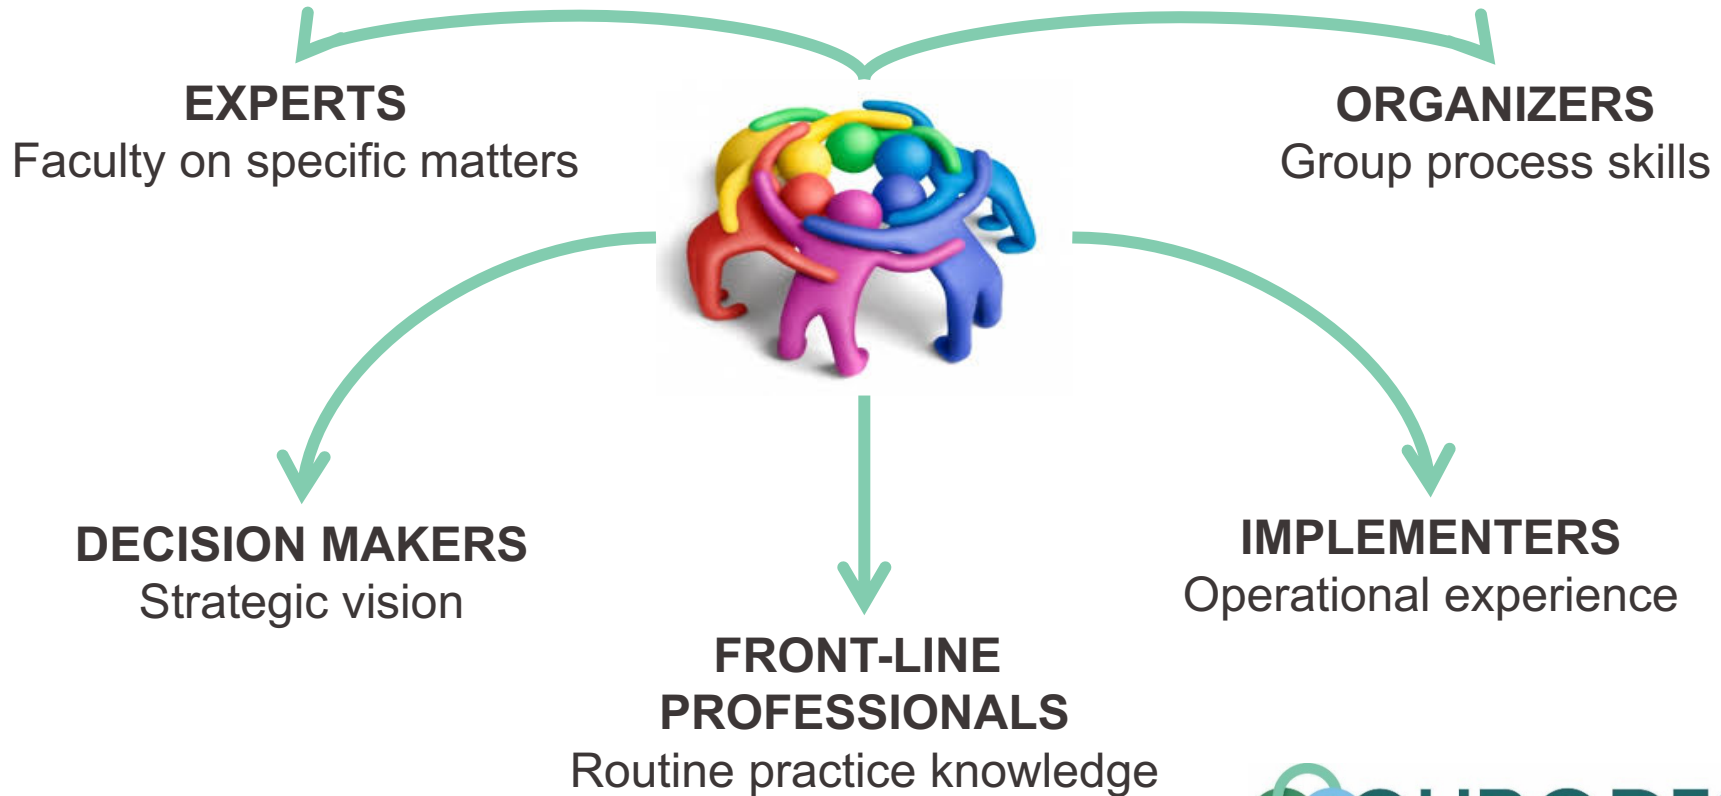 EXPERTS
Faculty on specific matters
ORGANIZERS
Group process skills
DECISION MAKERS
Strategic vision
IMPLEMENTERS
Operational experience
FRONT-LINE
PROFESSIONALS
Routine practice knowledge